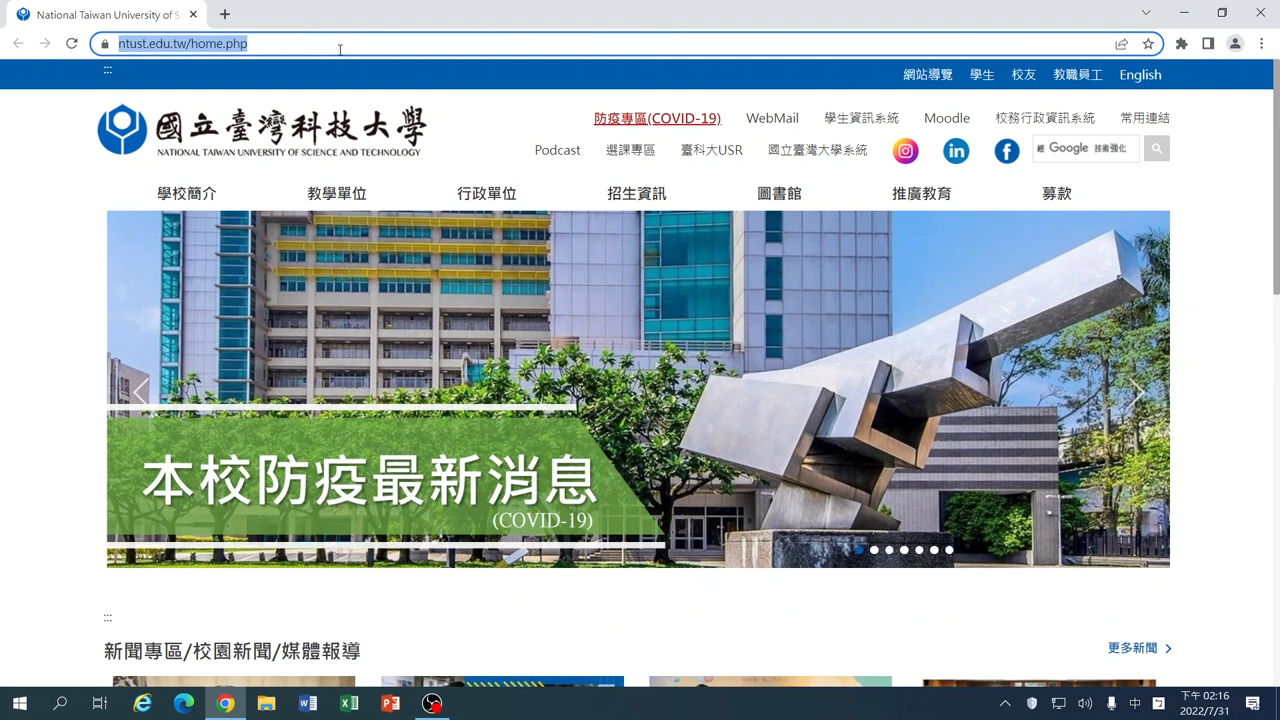 National Taiwan University of S
ntust.edu.tw/home.php
網站導覽 學生 校友 教職員工 English
國立臺灣科技大學
NATIONAL TAIWAN UNIVERSITY OF SCIENCE AND TECHNOLOGY
防疫專區(COVID-19) WebMail 學生資訊系統 Moodle 校務行政資訊系統 常用連結
Podcast 選課專區 臺科大USR 國立臺灣大學系統 經 Google 技術強化
學校簡介 教學單位 行政單位 招生資訊 圖書館 推廣教育 募款
本校防疫最新消息
(COVID-19)
新聞專區/校園新聞/媒體報導
更多新聞
中
下午 02:16
2022/7/31